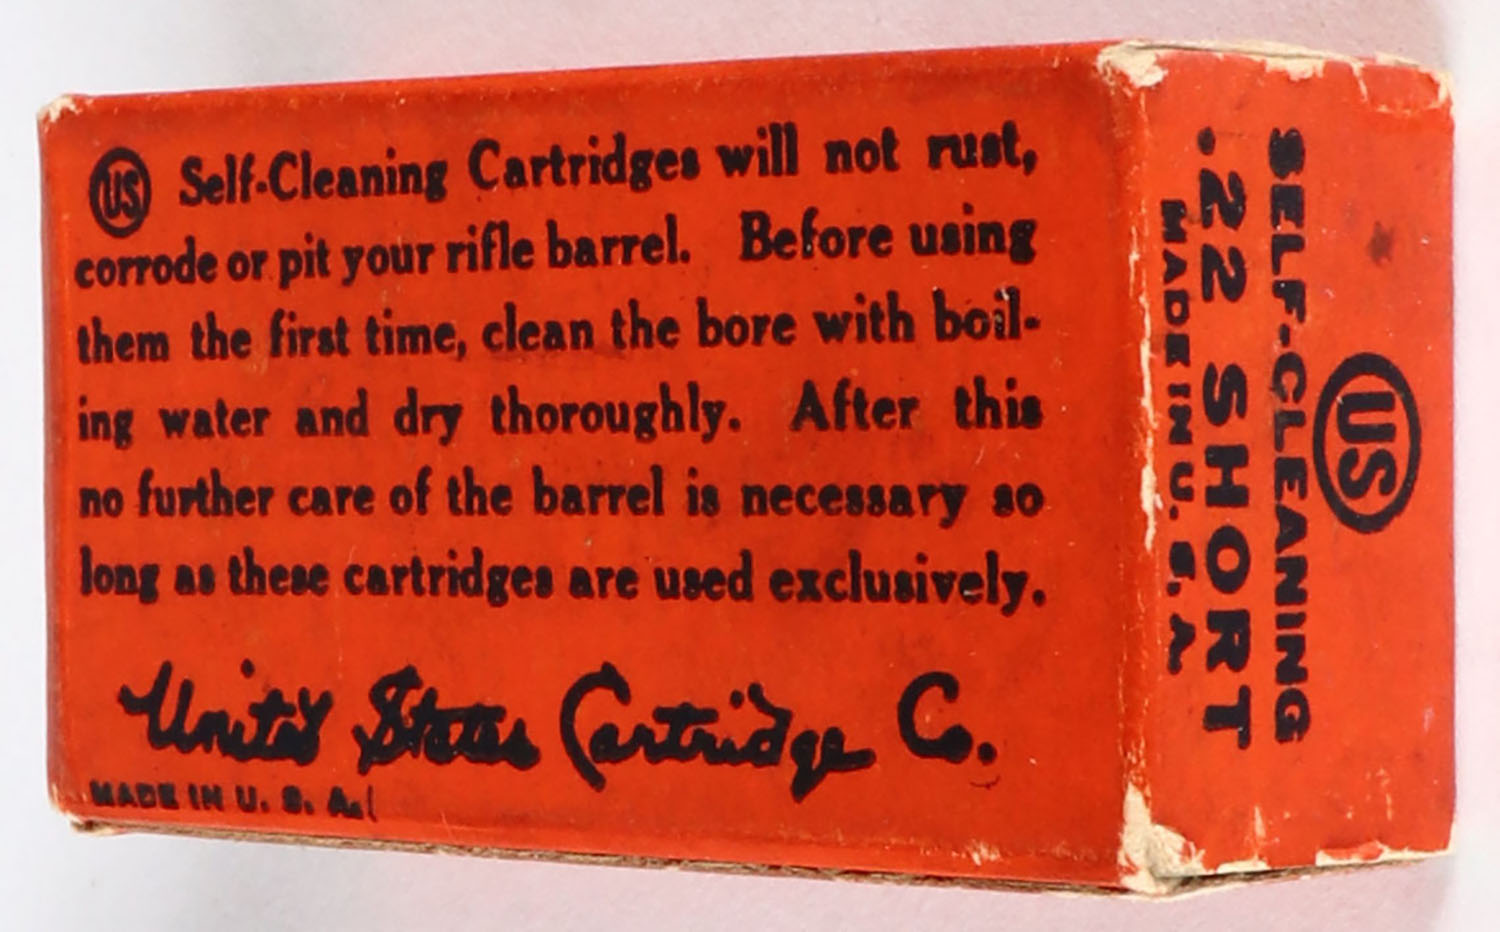 US Self-Cleaning Cartridges will not rust,
corrode or pit your rifle barrel. Before using
them the first time, clean the bore with boil-
ing water and dry thoroughly. After this
no further care of the barrel is necessary so
long as these cartridges are used exclusively.
United States Cartridge Co.
MADE IN U. S. A.
US
SELF-CLEANING
.22 SHORT
MADE IN U. S. A.